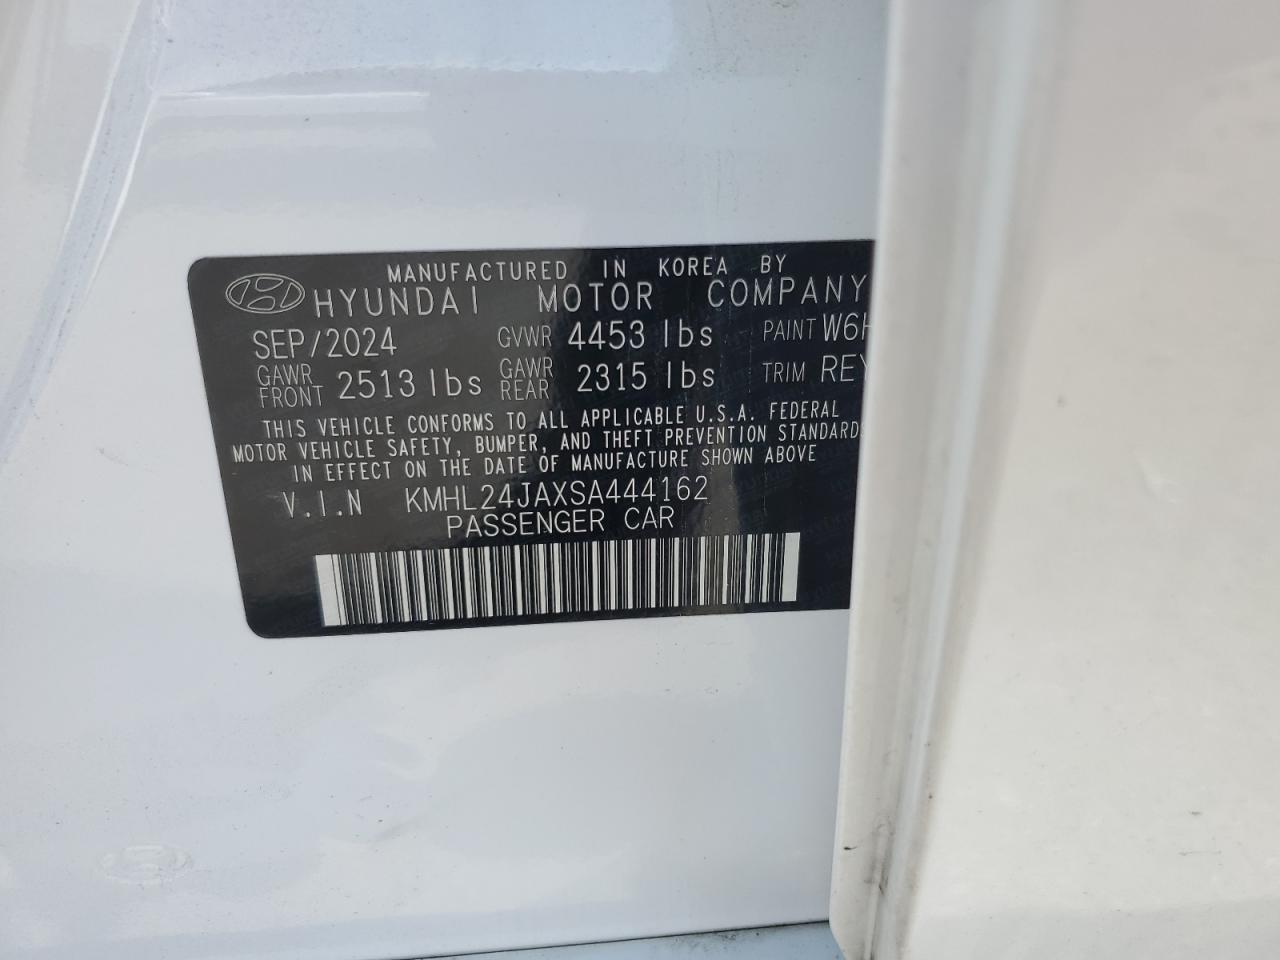 MANUFACTURED IN KOREA BY
HYUNDAI MOTOR COMPANY
SEP/2024 GVWR 4453 lbs PAINT W6H
GAWR FRONT 2513 lbs GAWR REAR 2315 lbs TRIM REY
THIS VEHICLE CONFORMS TO ALL APPLICABLE U.S.A. FEDERAL
MOTOR VEHICLE SAFETY, BUMPER, AND THEFT PREVENTION STANDARDS
IN EFFECT ON THE DATE OF MANUFACTURE SHOWN ABOVE
V.I.N KMHL24JAXSA444162
PASSENGER CAR